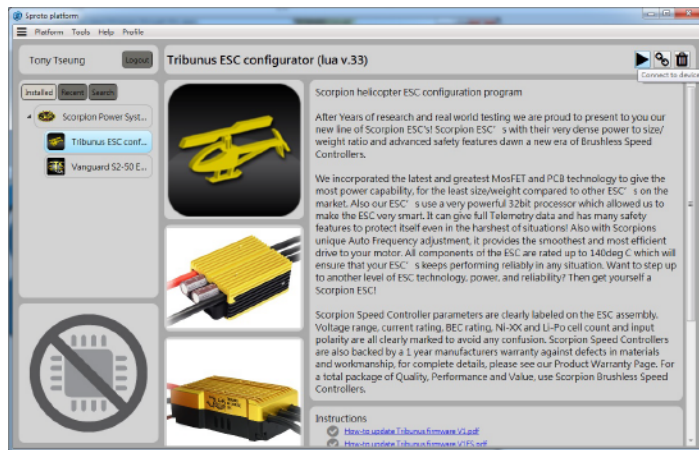 Sproto platform
Platform Tools Help Profile
Tony Tseung
Logout
Tribunus ESC configurator (lua v.33)
Connect to device
Installed Recent Search
Scorpion Power Syst...
Tribunus ESC conf...
Vanguard S2-50 E...
Scorpion helicopter ESC configuration program
After Years of research and real world testing we are proud to present to you our
new line of Scorpion ESC's! Scorpion ESC' s with their very dense power to size/
weight ratio and advanced safety features dawn a new era of Brushless Speed
Controllers.
We incorporated the latest and greatest MosFET and PCB technology to give the
most power capability, for the least size/weight compared to other ESC' s on the
market. Also our ESC' s use a very powerful 32bit processor which allowed us to
make the ESC very smart. It can give full Telemetry data and has many safety
features to protect itself even in the harshest of situations! Also with Scorpions
unique Auto Frequency adjustment, it provides the smoothest and most efficient
drive to your motor. All components of the ESC are rated up to 140deg C which will
ensure that your ESC' s keeps performing reliably in any situation. Want to step up
to another level of ESC technology, power, and reliability? Then get yourself a
Scorpion ESC!
Scorpion Speed Controller parameters are clearly labeled on the ESC assembly.
Voltage range, current rating, BEC rating, Ni-XX and Li-Po cell count and input
polarity are all clearly marked to avoid any confusion. Scorpion Speed Controllers
are also backed by a 1 year manufacturers warranty against defects in materials
and workmanship, for complete details, please see our Product Warranty Page. For
a total package of Quality, Performance and Value, use Scorpion Brushless Speed
Controllers.
Instructions
How-to update Tribunus firmware V1.pdf
How-to update Tribunus firmware V1ES.pdf